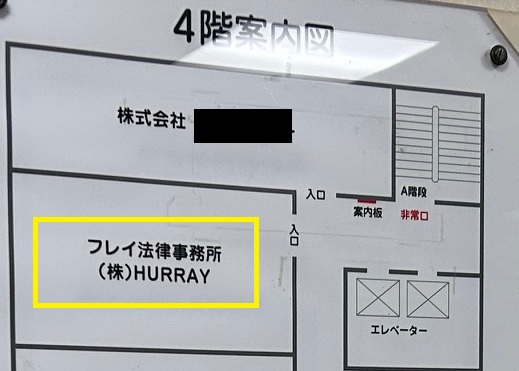 4階案内図
株式会社
入口
A階段
案内板
非常口
入口
フレイ法律事務所
(株)HURRAY
エレベーター